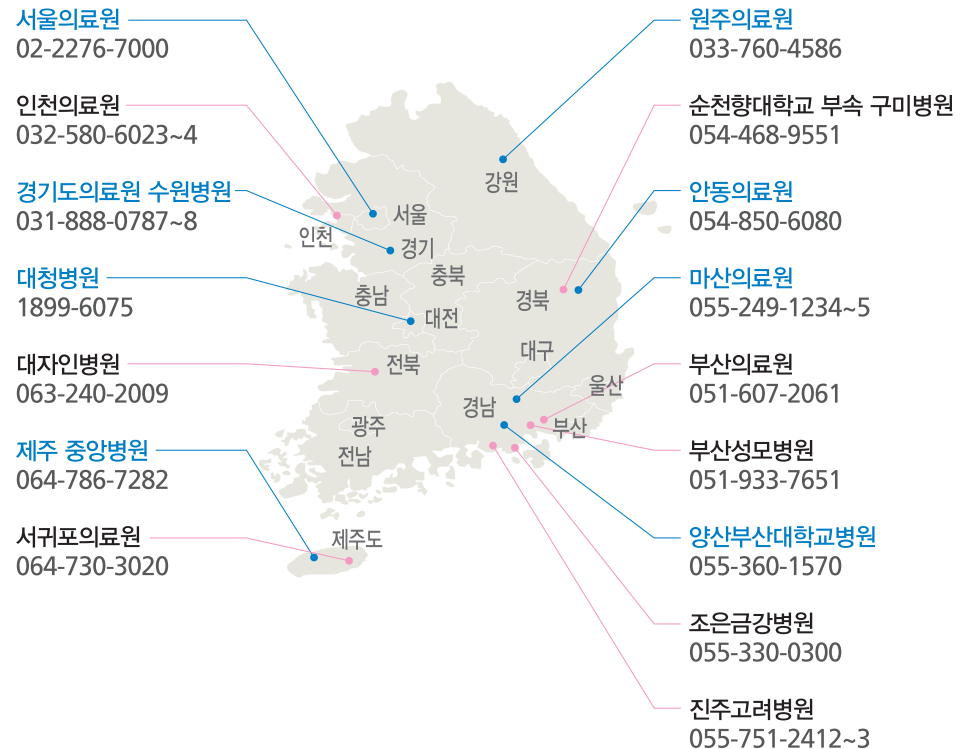 서울의료원
02-2276-7000
인천의료원
032-580-6023~4
경기도의료원 수원병원
031-888-0787~8
대청병원
1899-6075
대자인병원
063-240-2009
제주 중앙병원
064-786-7282
서귀포의료원
064-730-3020
강원
서울
인천
경기
충북
충남
경북
대전
대구
전북
울산
경남
광주
부산
전남
제주도
원주의료원
033-760-4586
순천향대학교 부속 구미병원
054-468-9551
안동의료원
054-850-6080
마산의료원
055-249-1234~5
부산의료원
051-607-2061
부산성모병원
051-933-7651
양산부산대학교병원
055-360-1570
조은금강병원
055-330-0300
진주고려병원
055-751-2412~3